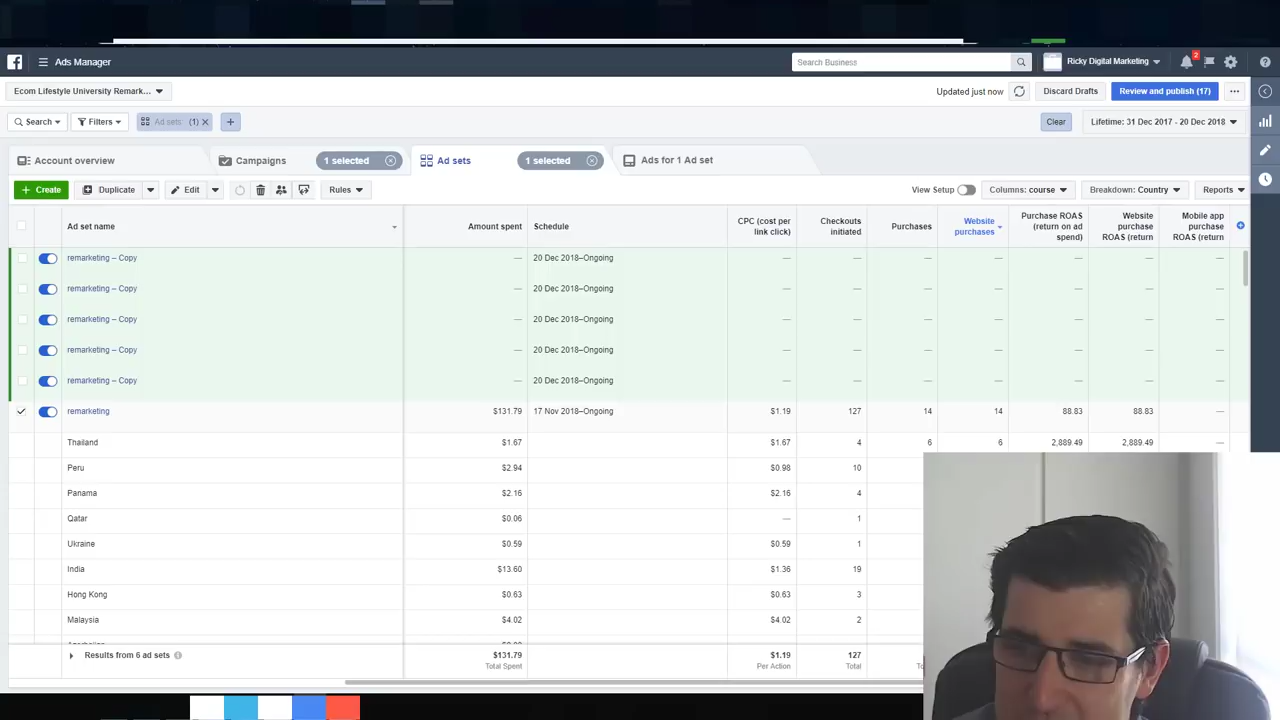 Ads Manager
Search Business
Ricky Digital Marketing
2
Ecom Lifestyle University Remark...
Updated just now
Discard Drafts
Review and publish (17)
Search
Filters
Ad sets (1)
Clear
Lifetime: 31 Dec 2017 - 20 Dec 2018
Account overview
Campaigns
1 selected
Ad sets
1 selected
Ads for 1 Ad set
+ Create
Duplicate
Edit
Rules
View Setup
Columns: course
Breakdown: Country
Reports
Ad set name
Amount spent
Schedule
CPC (cost per link click)
Checkouts initiated
Purchases
Website purchases
Purchase ROAS (return on ad spend)
Website purchase ROAS (return
Mobile app purchase ROAS (return
remarketing – Copy — 20 Dec 2018–Ongoing — — — — — — —
remarketing – Copy — 20 Dec 2018–Ongoing — — — — — — —
remarketing – Copy — 20 Dec 2018–Ongoing — — — — — — —
remarketing – Copy — 20 Dec 2018–Ongoing — — — — — — —
remarketing – Copy — 20 Dec 2018–Ongoing — — — — — — —
remarketing $131.79 17 Nov 2018–Ongoing $1.19 127 14 14 88.83 88.83 —
Thailand $1.67 $1.67 4 6 6 2,889.49 2,889.49 —
Peru $2.94 $0.98 10
Panama $2.16 $2.16 4
Qatar $0.06 — 1
Ukraine $0.59 $0.59 1
India $13.60 $1.36 19
Hong Kong $0.63 $0.63 3
Malaysia $4.02 $4.02 2
Results from 6 ad sets $131.79 $1.19 127
Total Spent Per Action Total